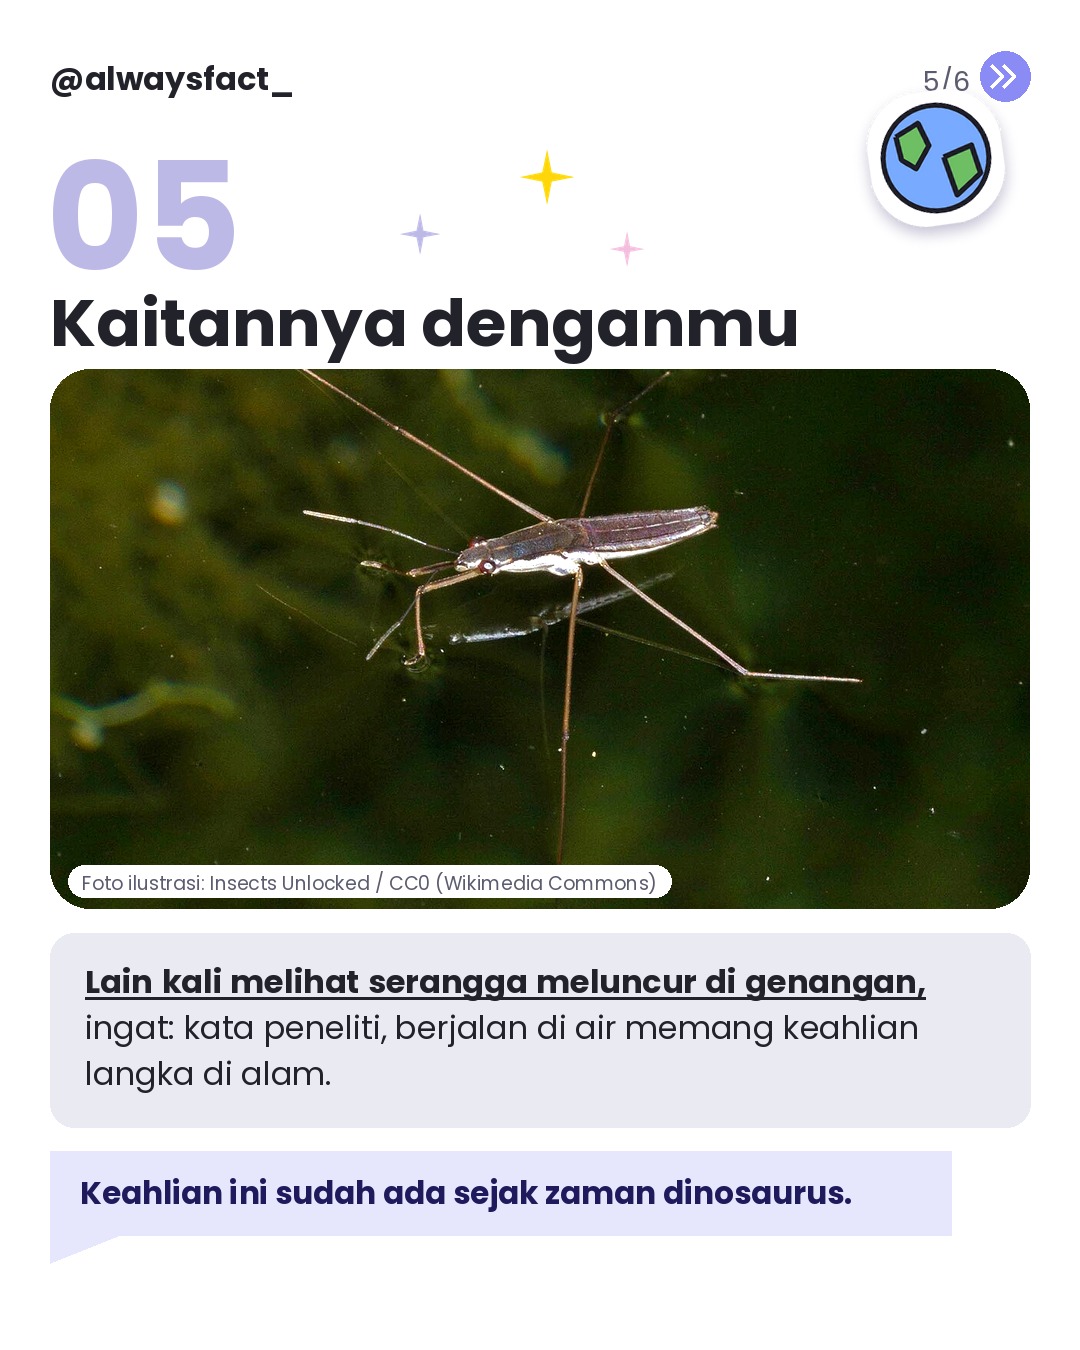 @alwaysfact_
5/6
05
Kaitannya denganmu
Foto ilustrasi: Insects Unlocked / CC0 (Wikimedia Commons)
Lain kali melihat serangga meluncur di genangan,
ingat: kata peneliti, berjalan di air memang keahlian
langka di alam.
Keahlian ini sudah ada sejak zaman dinosaurus.